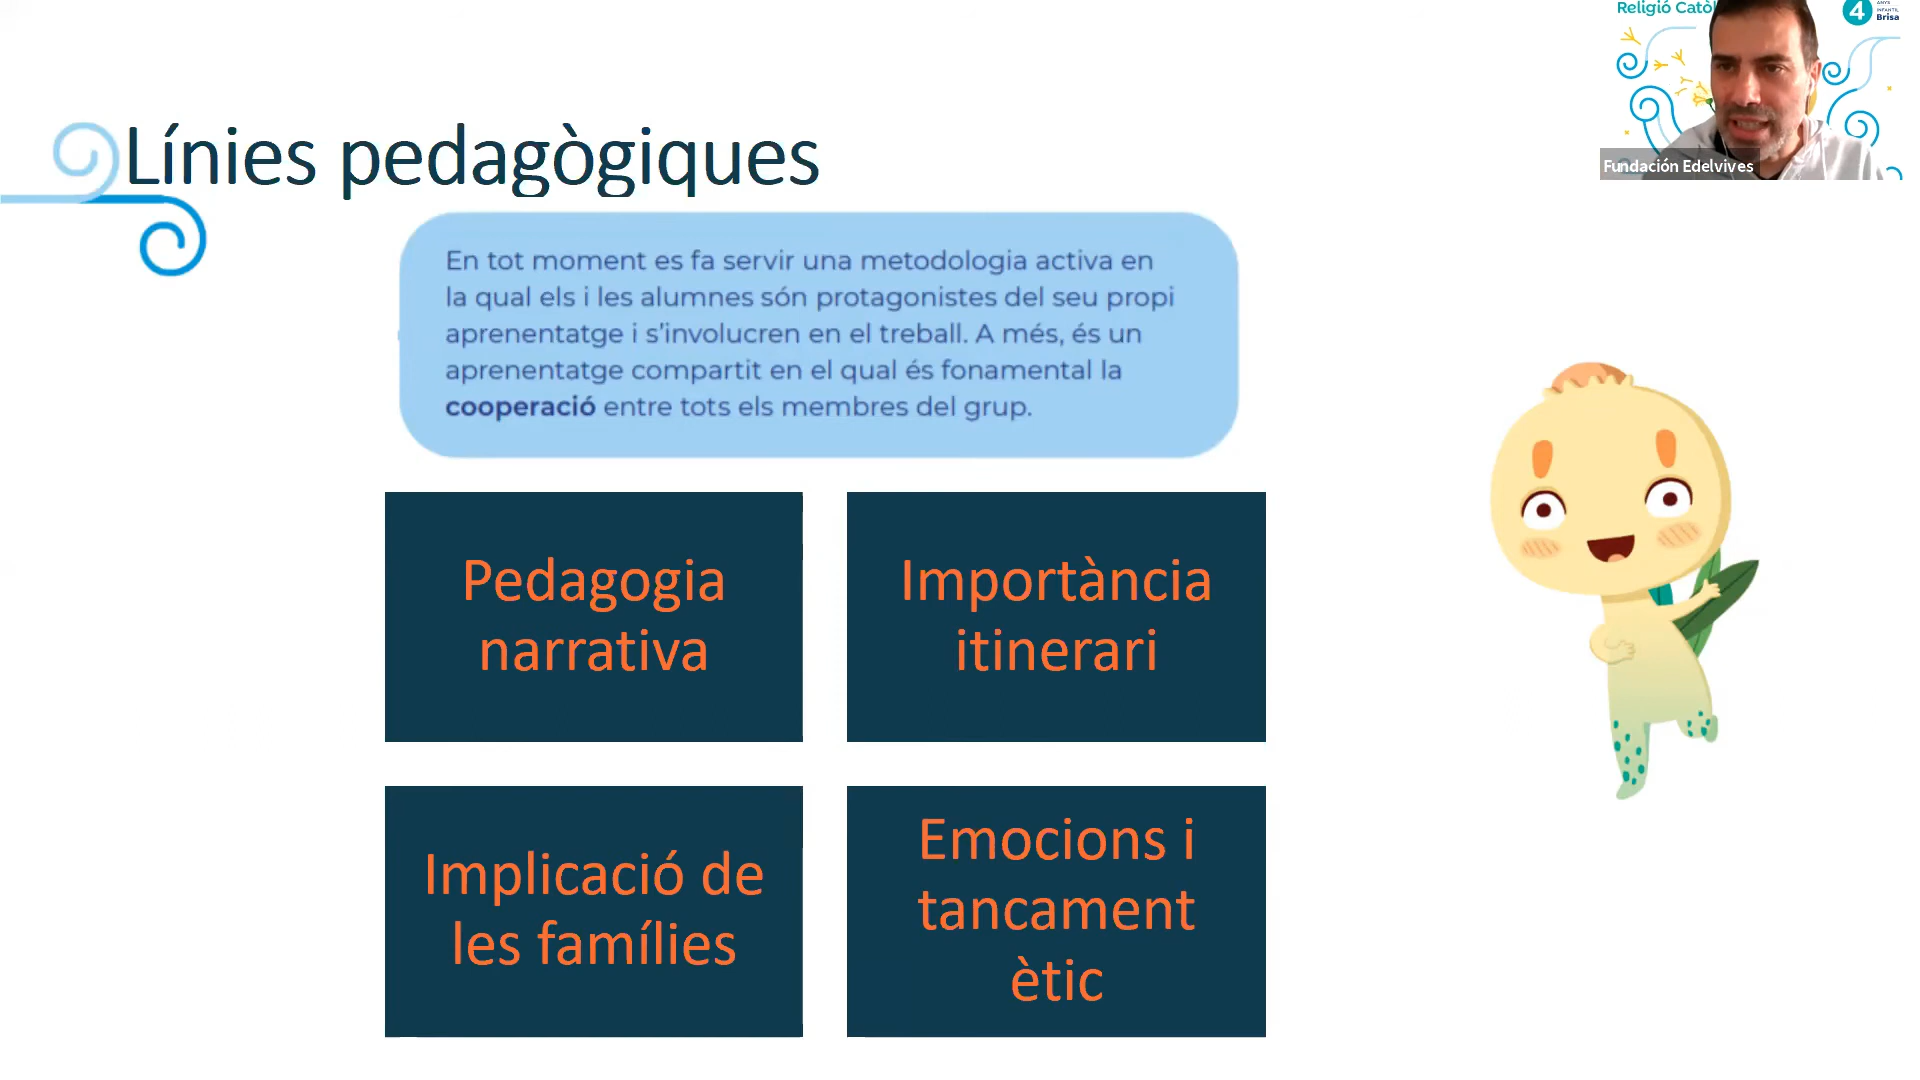 Religió Catòl
4
ANYS
INFANTIL
Brisa
Fundación Edelvives
Línies pedagògiques
En tot moment es fa servir una metodologia activa en
la qual els i les alumnes són protagonistes del seu propi
aprenentatge i s'involucren en el treball. A més, és un
aprenentatge compartit en el qual és fonamental la
cooperació entre tots els membres del grup.
Pedagogia
narrativa
Importància
itinerari
Implicació de
les famílies
Emocions i
tancament
ètic